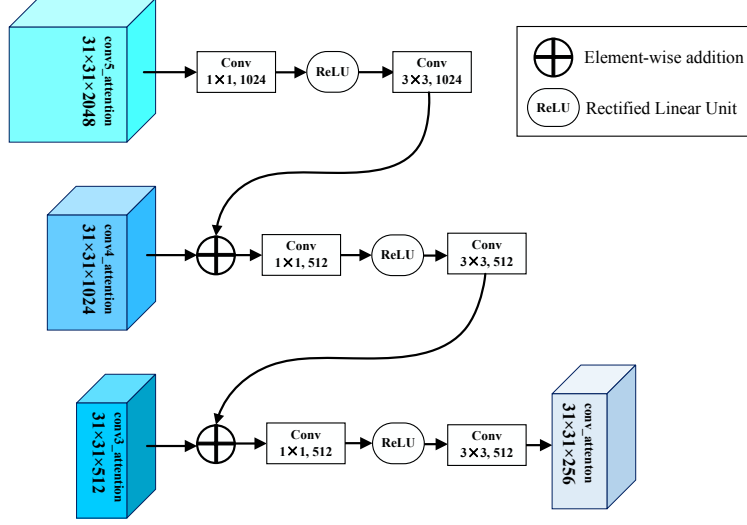 conv5_attention
31×31×2048
Conv
1×1, 1024
ReLU
Conv
3×3, 1024
Element-wise addition
ReLU
Rectified Linear Unit
conv4_attention
31×31×1024
Conv
1×1, 512
ReLU
Conv
3×3, 512
conv3_attention
31×31×512
Conv
1×1, 512
ReLU
Conv
3×3, 512
conv_attenton
31×31×256